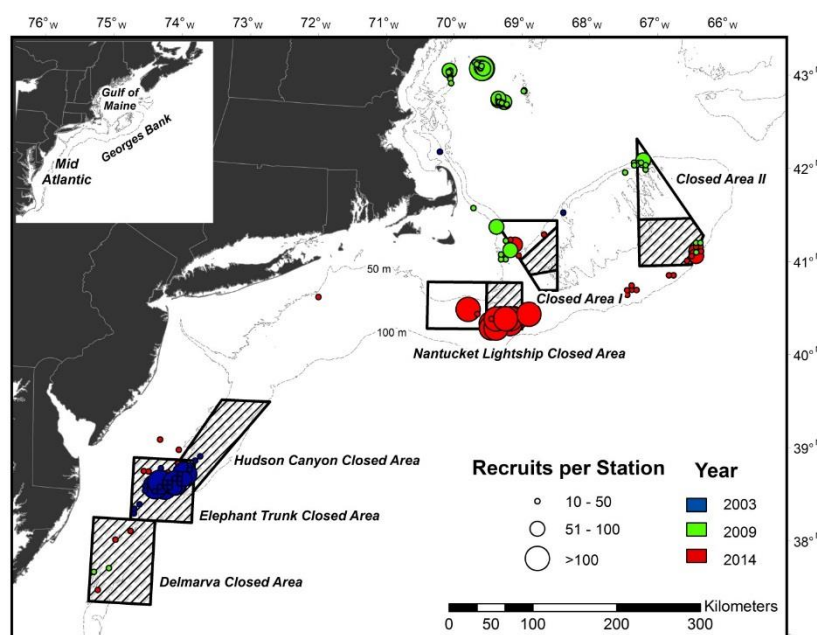 76°W 75°W 74°W 73°W 72°W 71°W 70°W 69°W 68°W 67°W 66°W
Gulf of
Maine
Georges Bank
Mid
Atlantic
43°
42°
Closed Area II
41°
50 m
Closed Area I
100 m
Nantucket Lightship Closed Area
40°
39°
Hudson Canyon Closed Area
Elephant Trunk Closed Area
38°
Delmarva Closed Area
Recruits per Station
10 - 50
51 - 100
>100
Year
2003
2009
2014
Kilometers
0 50 100 200 300